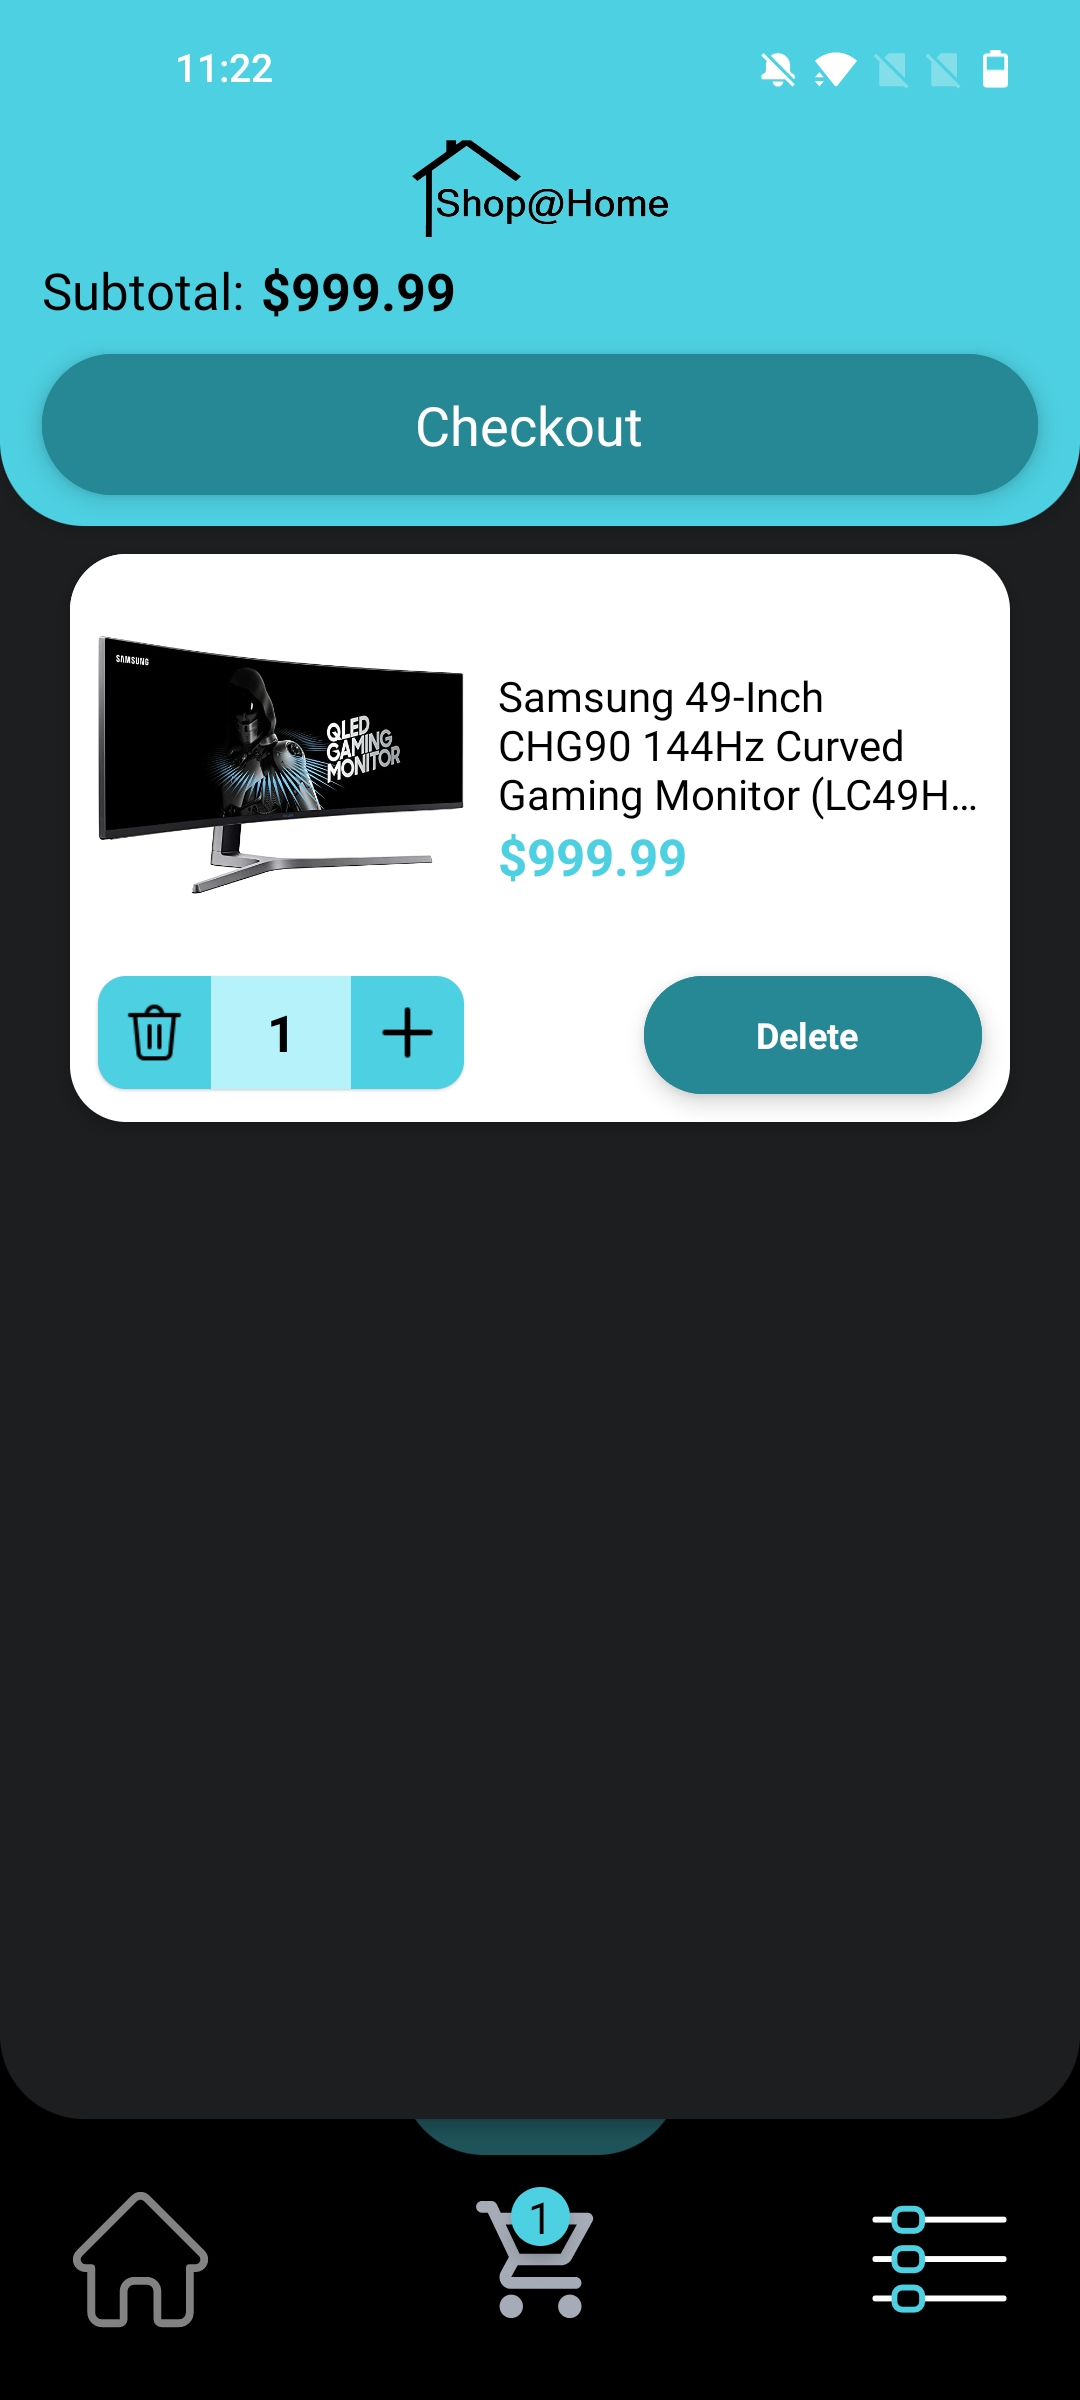 11:22
Shop@Home
Subtotal: $999.99
Checkout
SAMSUNG
QLED
GAMING
MONITOR
Samsung 49-Inch
CHG90 144Hz Curved
Gaming Monitor (LC49H...
$999.99
1
Delete
1